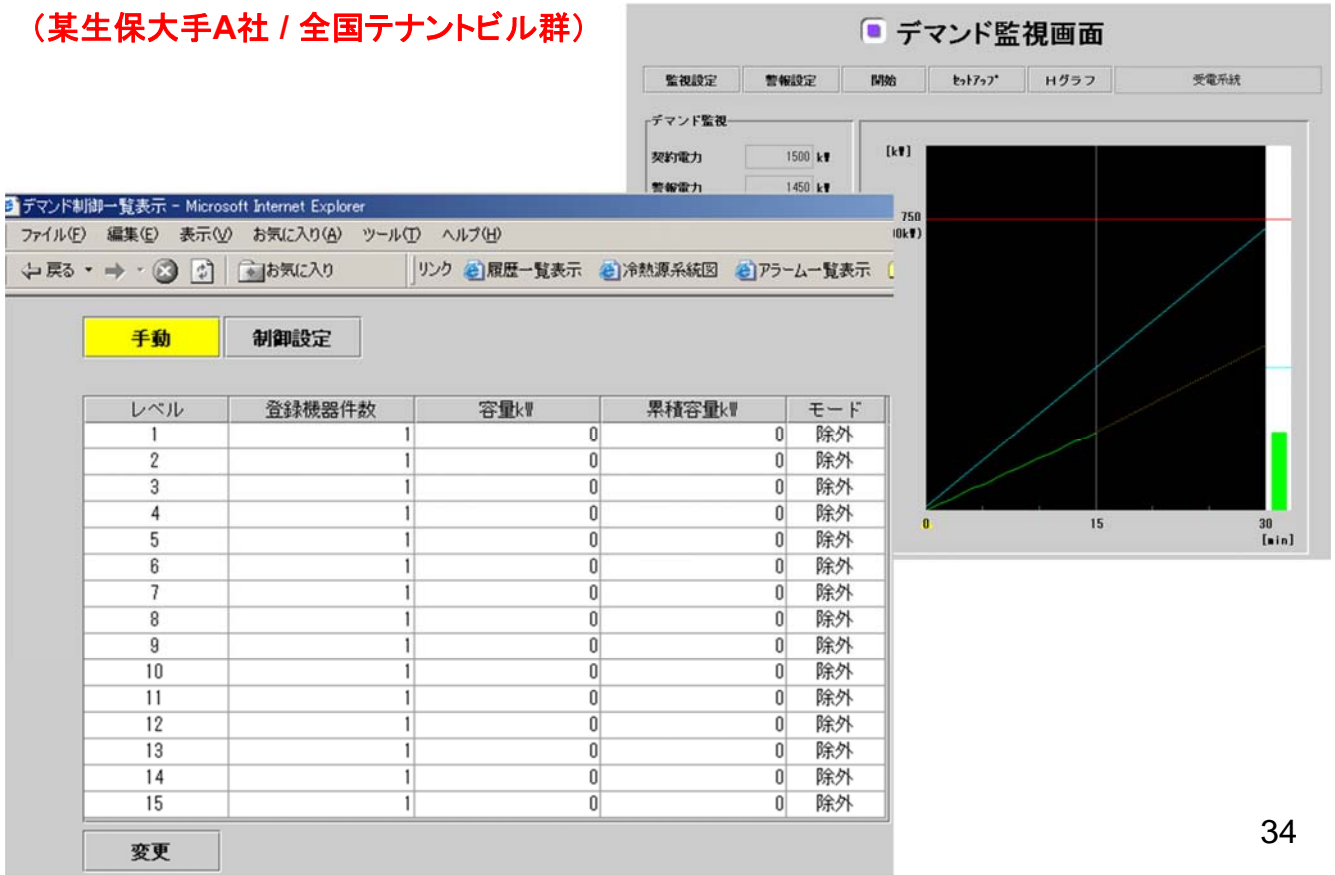 （某生保大手A社 / 全国テナントビル群）
デマンド監視画面
監視設定 警報設定 開始 ｾｯﾄｱｯﾌﾟ Hグラフ 受電系統
デマンド監視
契約電力 1500 kW
警報電力 1450 kW
[kW]
750
0kW)
0 15 30
[min]
デマンド制御一覧表示 - Microsoft Internet Explorer
ファイル(F) 編集(E) 表示(V) お気に入り(A) ツール(T) ヘルプ(H)
戻る お気に入り リンク 履歴一覧表示 冷熱源系統図 アラーム一覧表示
手動 制御設定
レベル 登録機器件数 容量kW 累積容量kW モード
1 1 0 0 除外
2 1 0 0 除外
3 1 0 0 除外
4 1 0 0 除外
5 1 0 0 除外
6 1 0 0 除外
7 1 0 0 除外
8 1 0 0 除外
9 1 0 0 除外
10 1 0 0 除外
11 1 0 0 除外
12 1 0 0 除外
13 1 0 0 除外
14 1 0 0 除外
15 1 0 0 除外
変更
34